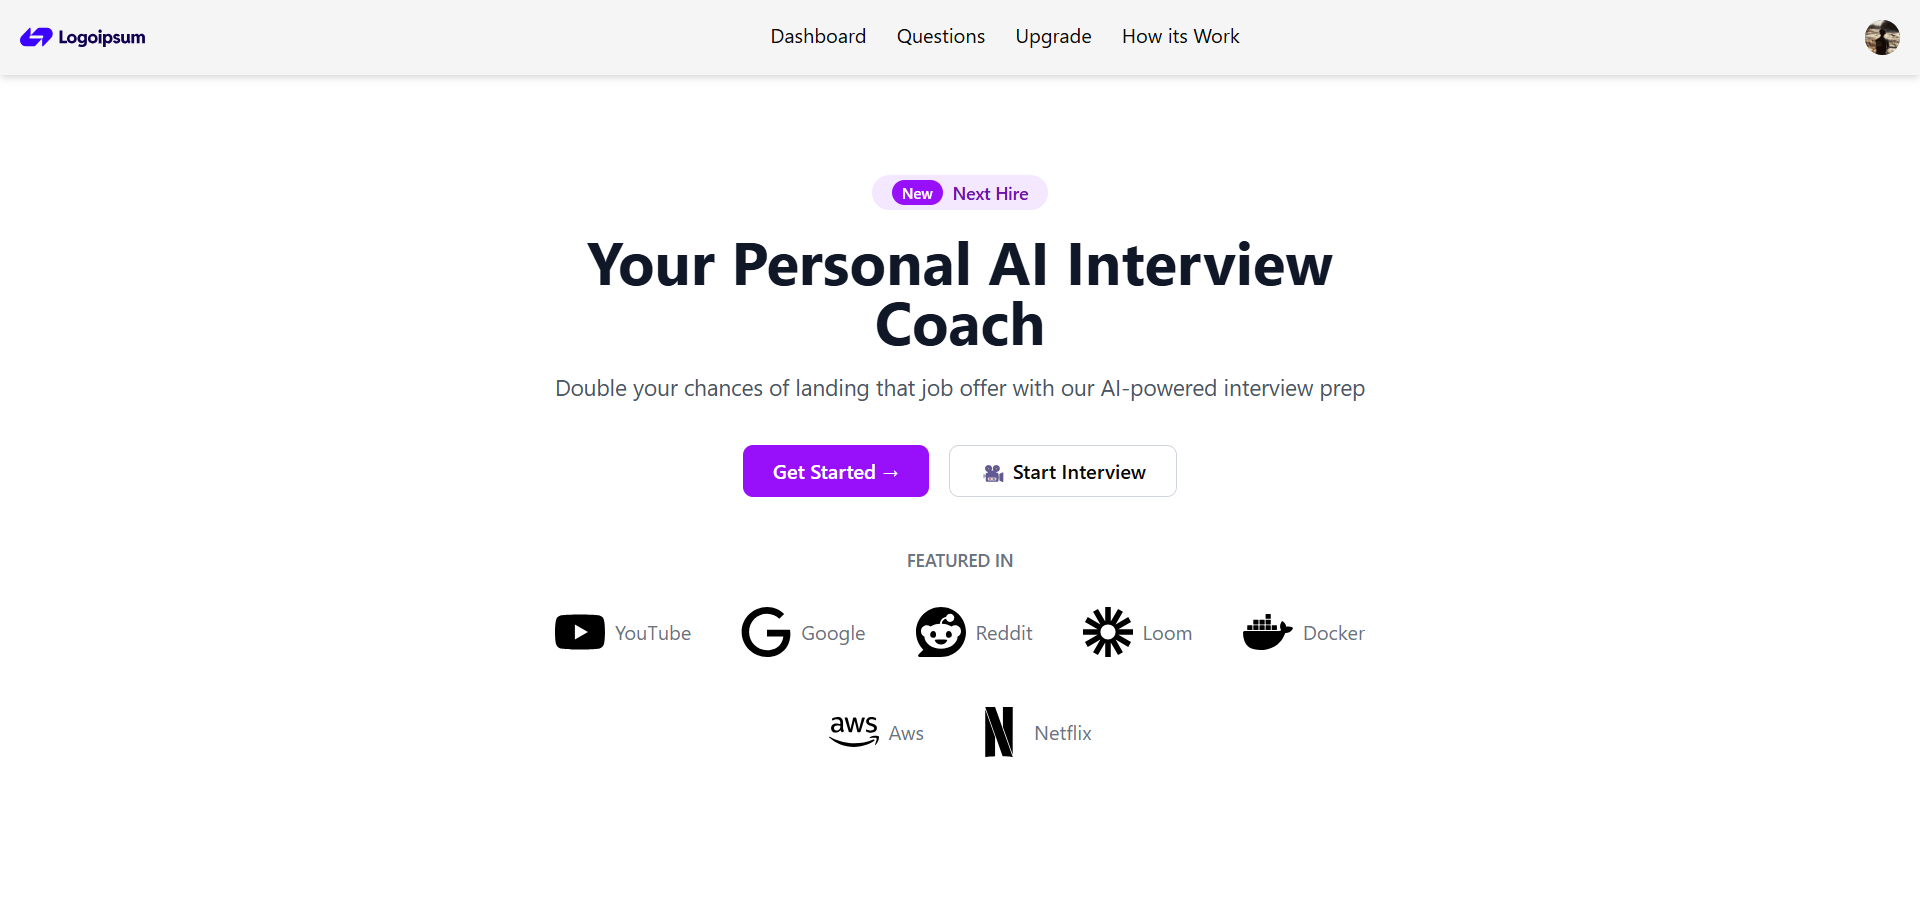 Logoipsum
Dashboard Questions Upgrade How its Work
New Next Hire
Your Personal AI Interview
Coach
Double your chances of landing that job offer with our AI-powered interview prep
Get Started →
Start Interview
FEATURED IN
YouTube Google Reddit Loom Docker
aws Aws Netflix